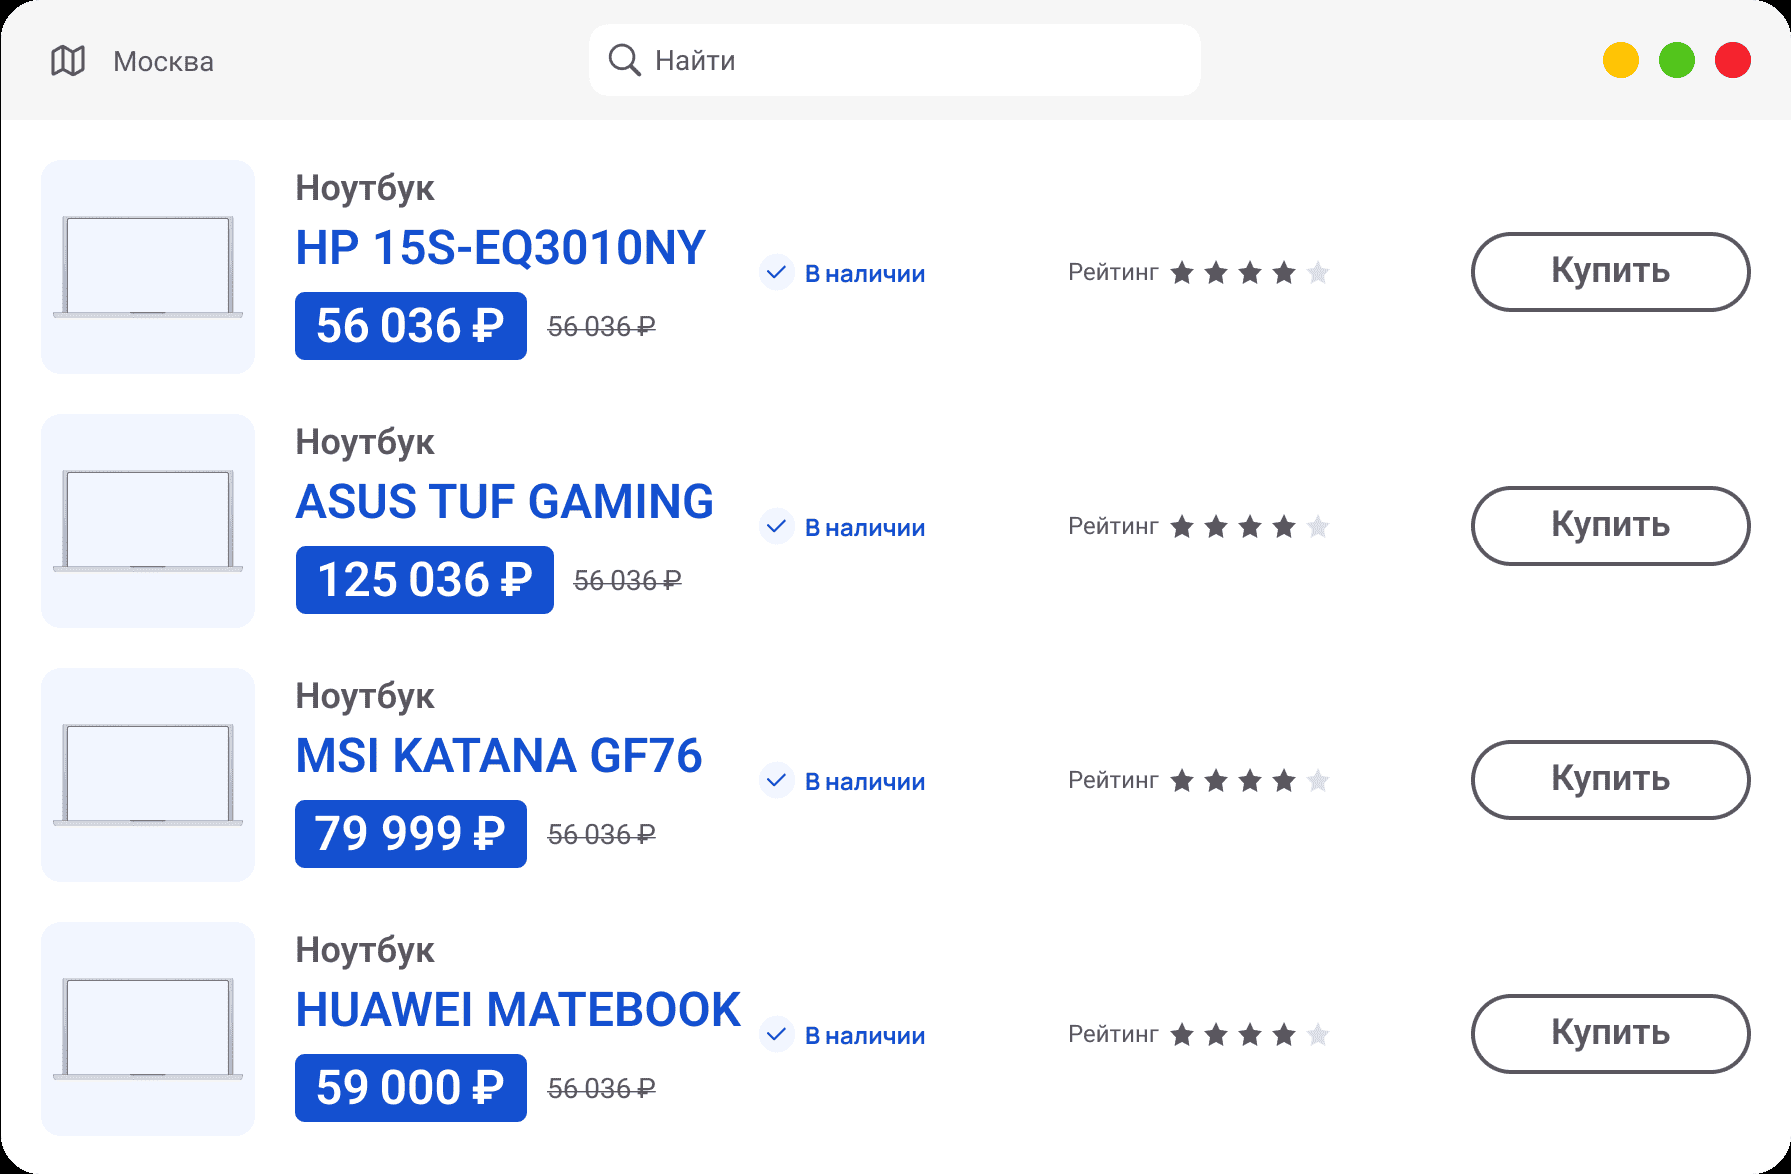 Москва
Найти
Ноутбук
HP 15S-EQ3010NY
56 036 ₽ 56 036 ₽
В наличии
Рейтинг
Купить
Ноутбук
ASUS TUF GAMING
125 036 ₽ 56 036 ₽
В наличии
Рейтинг
Купить
Ноутбук
MSI KATANA GF76
79 999 ₽ 56 036 ₽
В наличии
Рейтинг
Купить
Ноутбук
HUAWEI MATEBOOK
59 000 ₽ 56 036 ₽
В наличии
Рейтинг
Купить